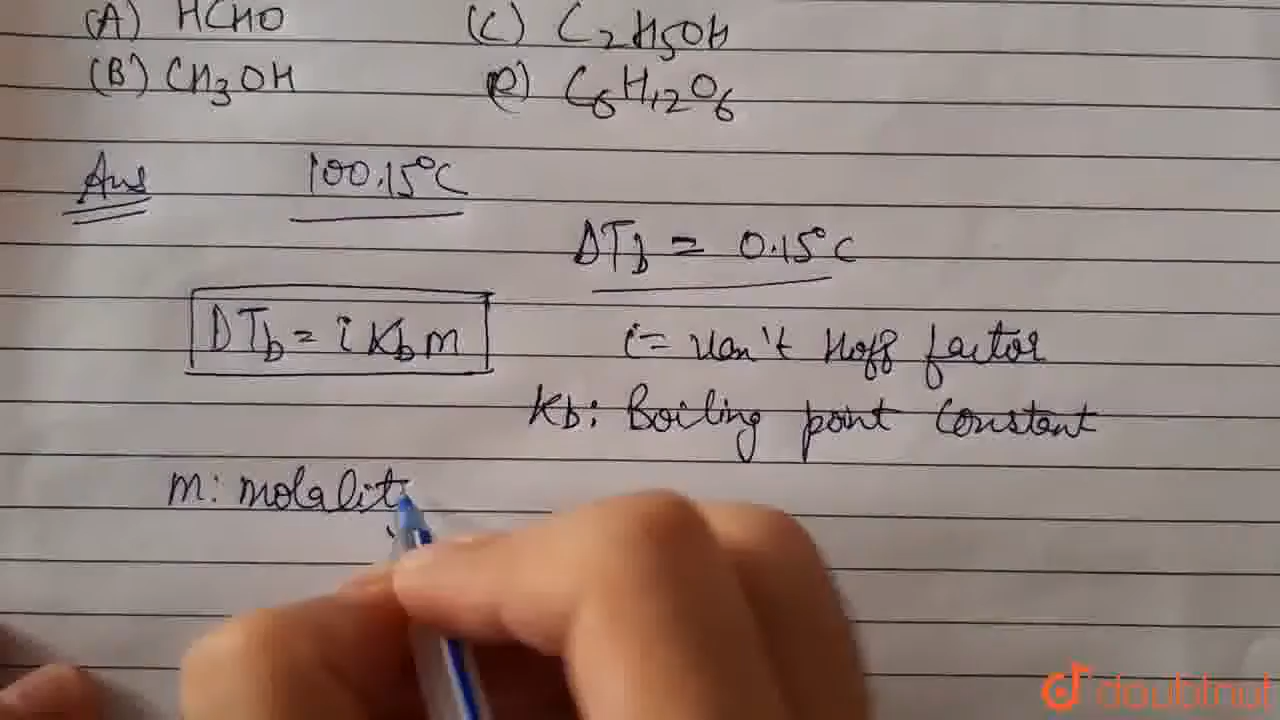 (A) HCHO (C) C2H5OH
(B) CH3OH (D) C6H12O6
Ans 100.15°C
ΔTb = 0.15°C
ΔTb = i Kb m i = Van't Hoff factor
Kb: Boiling point Constant
m: molalit
doubtnut